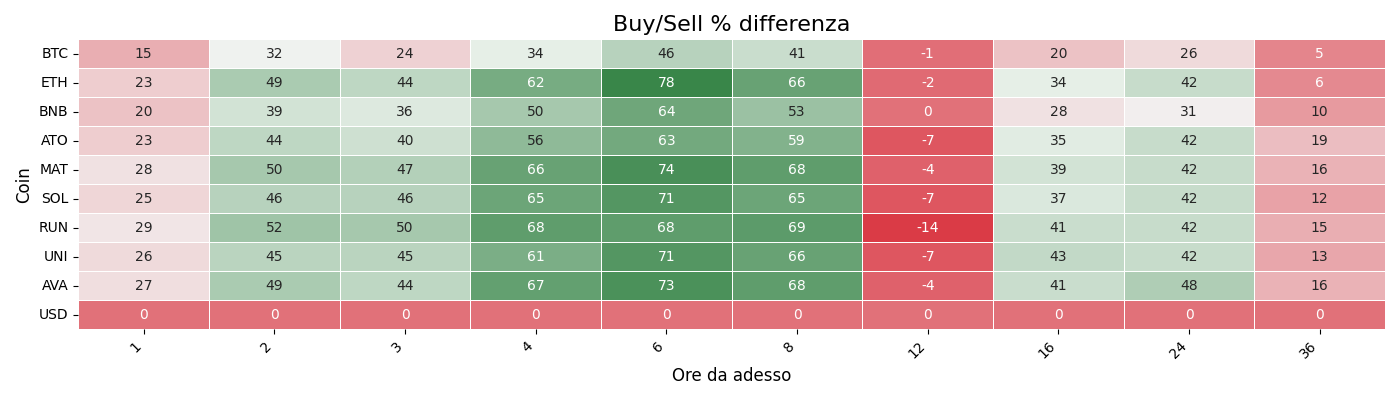 Buy/Sell % differenza
Coin
BTC 15 32 24 34 46 41 -1 20 26 5
ETH 23 49 44 62 78 66 -2 34 42 6
BNB 20 39 36 50 64 53 0 28 31 10
ATO 23 44 40 56 63 59 -7 35 42 19
MAT 28 50 47 66 74 68 -4 39 42 16
SOL 25 46 46 65 71 65 -7 37 42 12
RUN 29 52 50 68 68 69 -14 41 42 15
UNI 26 45 45 61 71 66 -7 43 42 13
AVA 27 49 44 67 73 68 -4 41 48 16
USD 0 0 0 0 0 0 0 0 0 0
1 2 3 4 6 8 12 16 24 36
Ore da adesso